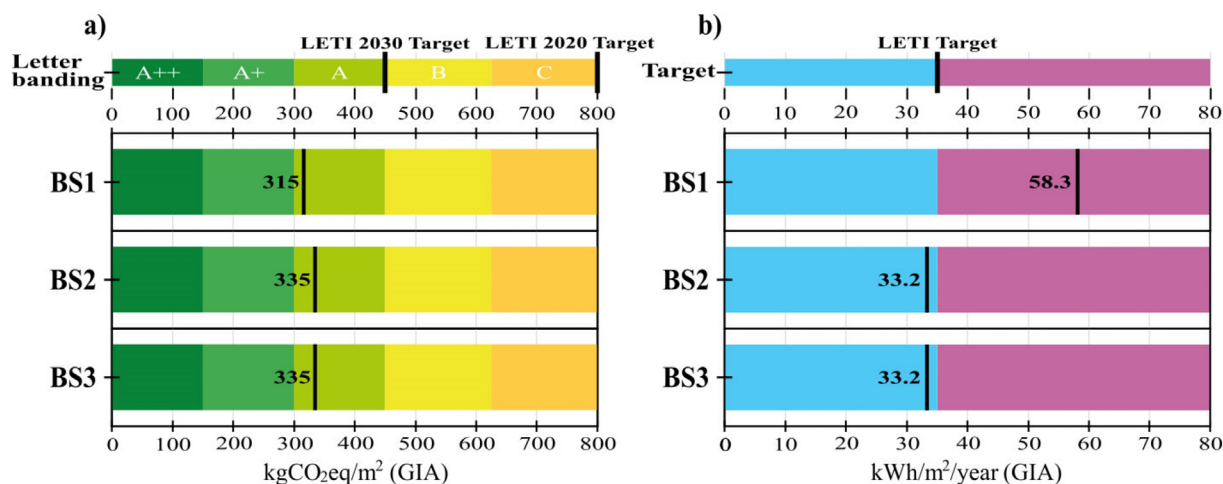 a)
LETI 2030 Target LETI 2020 Target
Letter banding
A++ A+ A B C
0 100 200 300 400 500 600 700 800
BS1 315
BS2 335
BS3 335
0 100 200 300 400 500 600 700 800
kgCO₂eq/m² (GIA)
b)
LETI Target
Target
0 10 20 30 40 50 60 70 80
BS1 58.3
BS2 33.2
BS3 33.2
0 10 20 30 40 50 60 70 80
kWh/m²/year (GIA)